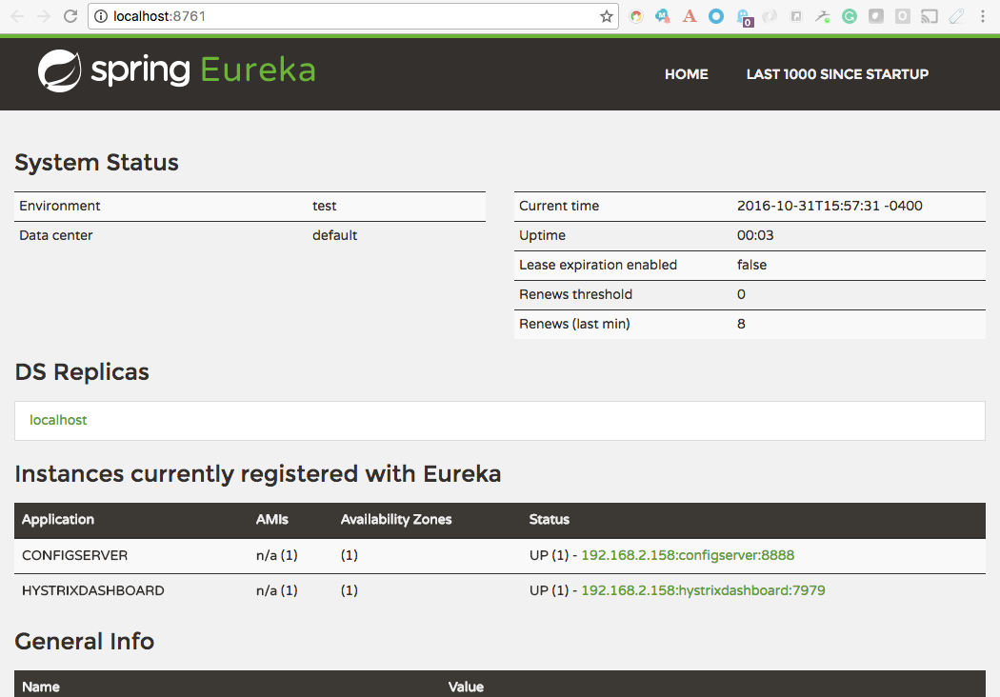 localhost:8761
0
spring Eureka
HOME LAST 1000 SINCE STARTUP
System Status
Environment test
Data center default
Current time 2016-10-31T15:57:31 -0400
Uptime 00:03
Lease expiration enabled false
Renews threshold 0
Renews (last min) 8
DS Replicas
localhost
Instances currently registered with Eureka
Application AMIs Availability Zones Status
CONFIGSERVER n/a (1) (1) UP (1) - 192.168.2.158:configserver:8888
HYSTRIXDASHBOARD n/a (1) (1) UP (1) - 192.168.2.158:hystrixdashboard:7979
General Info
Name Value